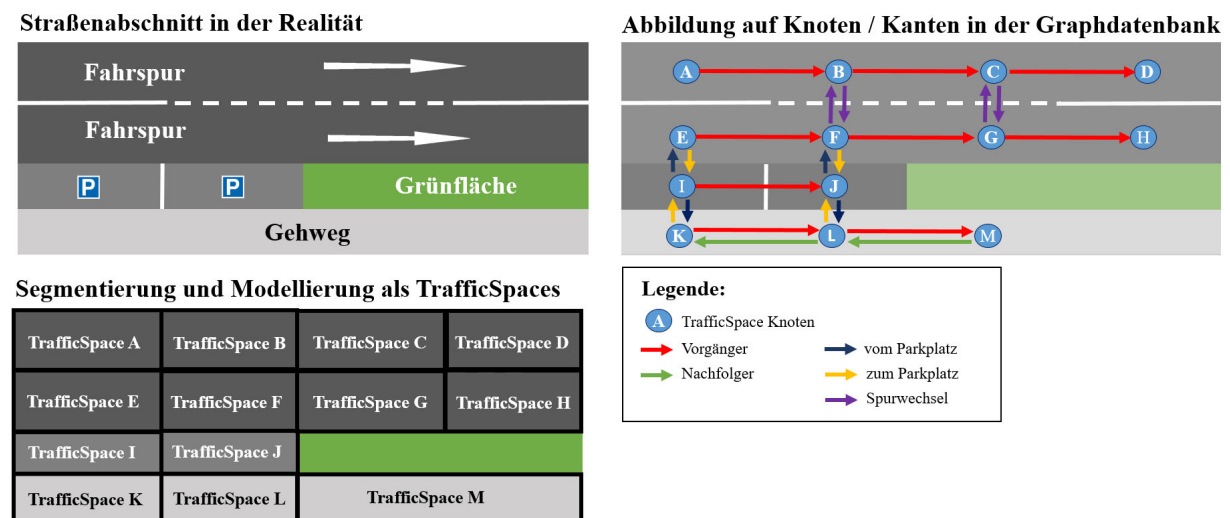 Straßenabschnitt in der Realität
Fahrspur
Fahrspur
P
P
Grünfläche
Gehweg
Abbildung auf Knoten / Kanten in der Graphdatenbank
A
B
C
D
E
F
G
H
I
J
K
L
M
Segmentierung und Modellierung als TrafficSpaces
TrafficSpace A
TrafficSpace B
TrafficSpace C
TrafficSpace D
TrafficSpace E
TrafficSpace F
TrafficSpace G
TrafficSpace H
TrafficSpace I
TrafficSpace J
TrafficSpace K
TrafficSpace L
TrafficSpace M
Legende:
A TrafficSpace Knoten
Vorgänger
Nachfolger
vom Parkplatz
zum Parkplatz
Spurwechsel